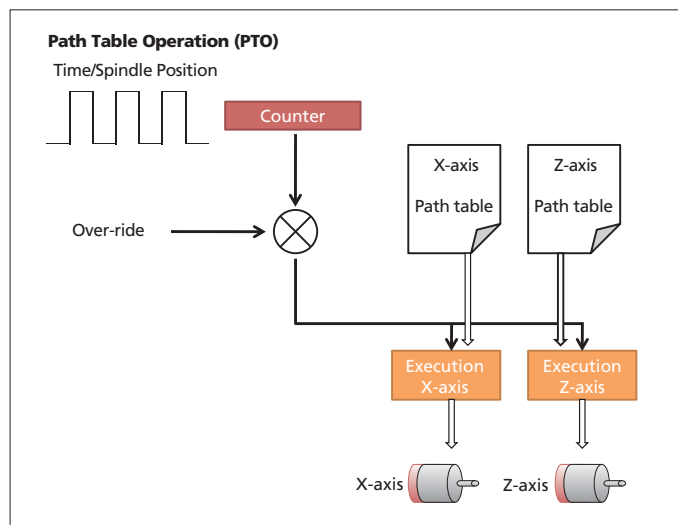 Path Table Operation (PTO)
Time/Spindle Position
Counter
X-axis
Path table
Z-axis
Path table
Over-ride
Execution
X-axis
Execution
Z-axis
X-axis
Z-axis